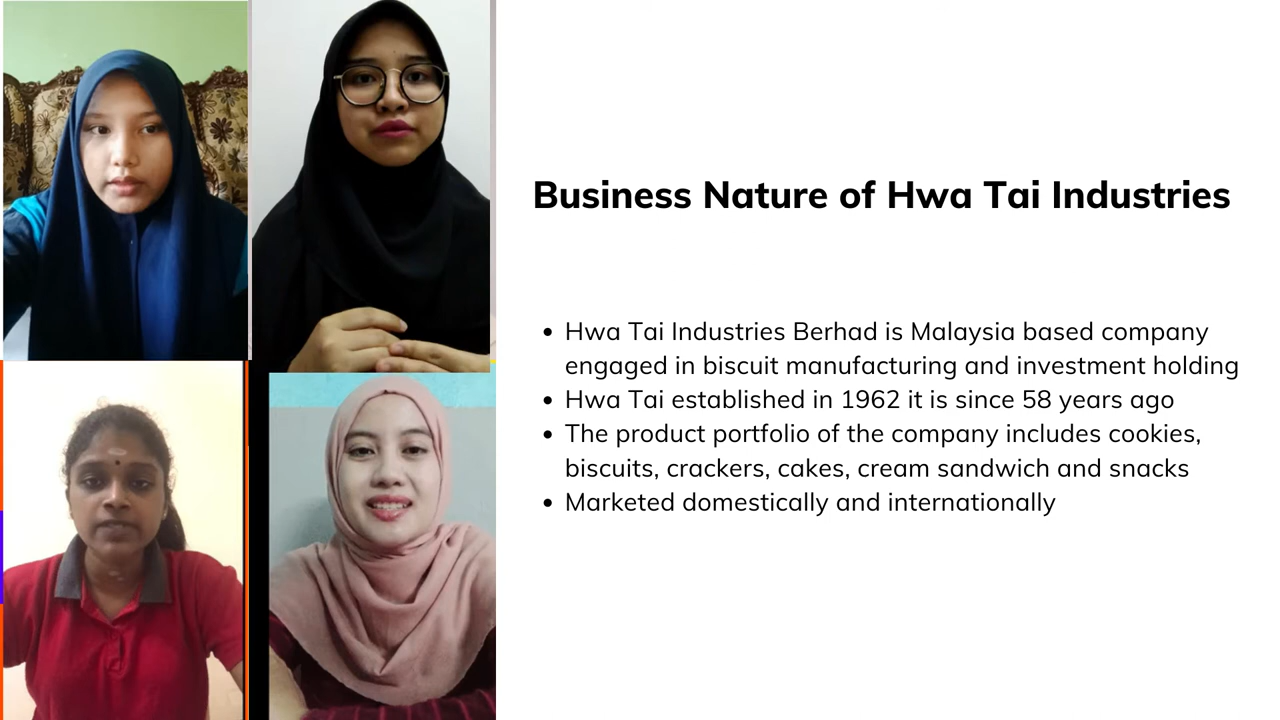 Business Nature of Hwa Tai Industries
• Hwa Tai Industries Berhad is Malaysia based company
engaged in biscuit manufacturing and investment holding
• Hwa Tai established in 1962 it is since 58 years ago
• The product portfolio of the company includes cookies,
biscuits, crackers, cakes, cream sandwich and snacks
• Marketed domestically and internationally